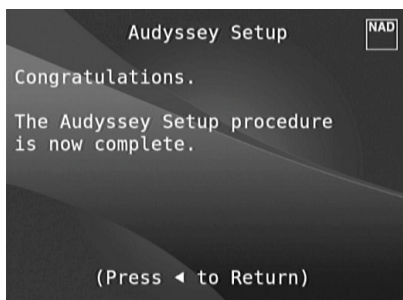 Audyssey Setup
NAD
Congratulations.
The Audyssey Setup procedure
is now complete.
(Press ◄ to Return)